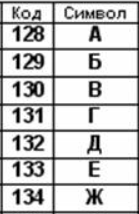 Код Символ
128 А
129 Б
130 В
131 Г
132 Д
133 Е
134 Ж